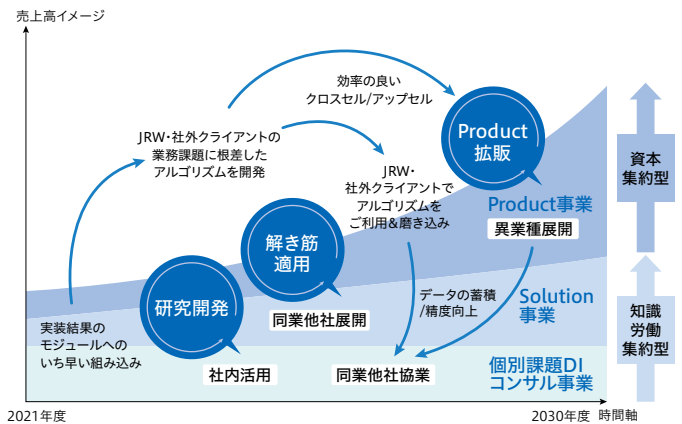 売上高イメージ
効率の良い
クロスセル/アップセル
Product
拡販
JRW・社外クライアントの
業務課題に根差した
アルゴリズムを開発
JRW・
社外クライアントで
アルゴリズムを
ご利用&磨き込み
資本
集約型
Product事業
異業種展開
解き筋
適用
研究開発
同業他社展開
データの蓄積
/精度向上
Solution
事業
知識
労働
集約型
実装結果の
モジュールへの
いち早い組み込み
社内活用
同業他社協業
個別課題DI
コンサル事業
2021年度
2030年度
時間軸